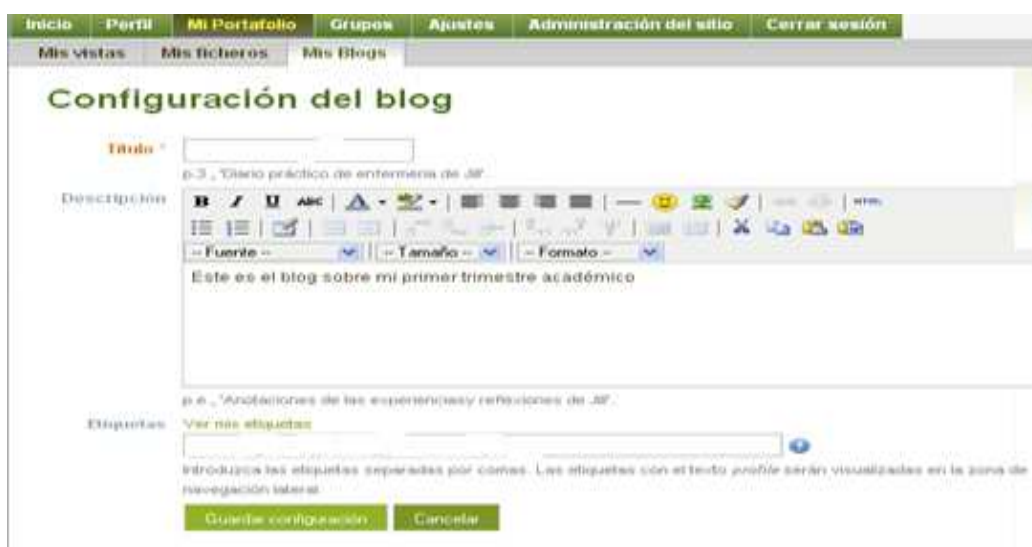 Inicio Perfil Mi Portafolio Grupos Ajustes Administración del sitio Cerrar sesión
Mis vistas Mis ficheros Mis Blogs
Configuración del blog
Título *
p.3 , 'Diario práctico de enfermería de Jill'.
Descripción
B I U ABC A HTML
-- Fuente -- -- Tamaño -- -- Formato --
Este es el blog sobre mi primer trimestre académico
p.e., 'Anotaciones de las experiencias y reflexiones de Jill'.
Etiquetas Ver mis etiquetas
Introduzca las etiquetas separadas por comas. Las etiquetas con el texto profile serán visualizadas en la zona de
navegación lateral
Guardar configuración Cancelar